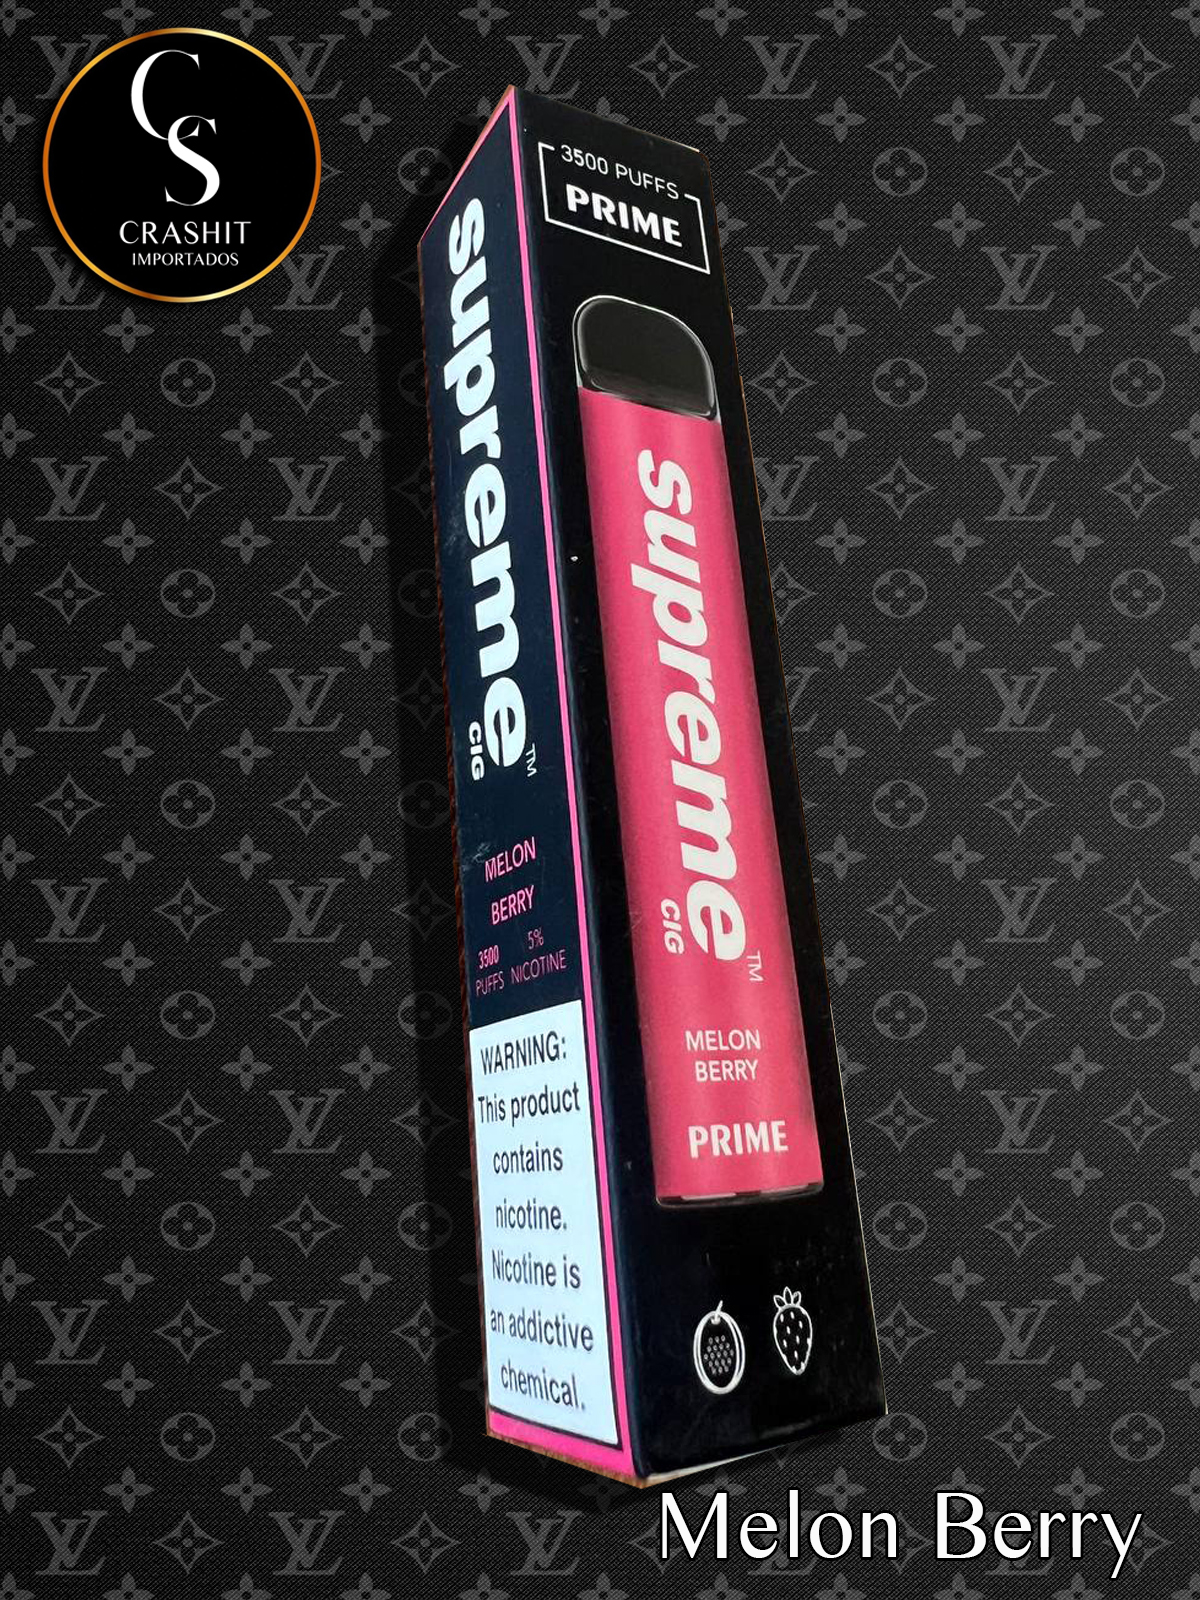 CS
CRASHIT
IMPORTADOS
3500 PUFFS
PRIME
supreme
CIG
TM
MELON
BERRY
3500
PUFFS
5%
NICOTINE
WARNING:
This product
contains
nicotine.
Nicotine is
an addictive
chemical.
supreme
CIG
TM
MELON
BERRY
PRIME
Melon Berry